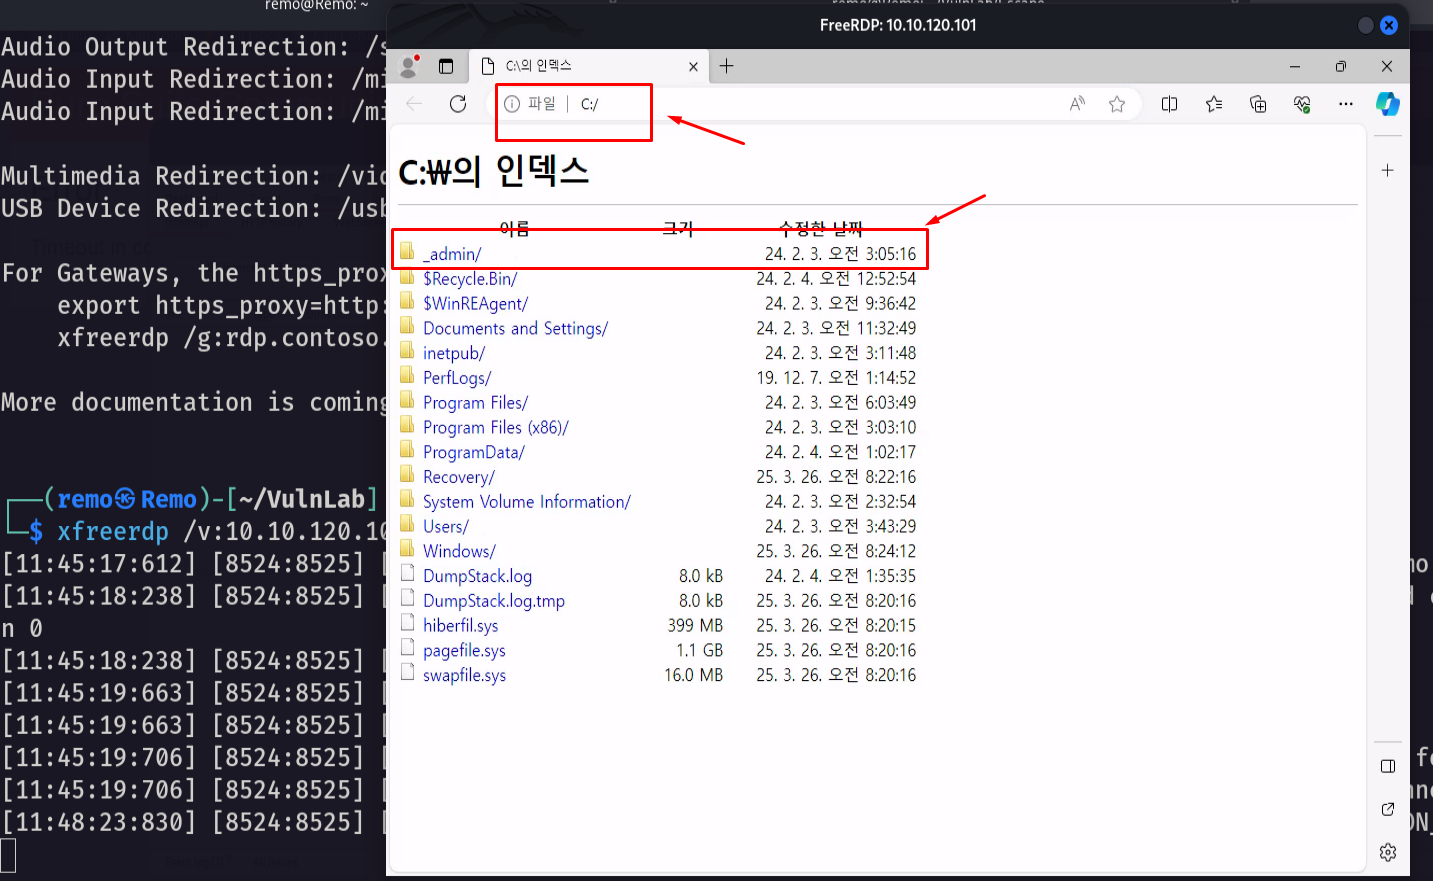 remo@Remo: ~
FreeRDP: 10.10.120.101
Audio Output Redirection: /s
Audio Input Redirection: /mi
Audio Input Redirection: /mi
Multimedia Redirection: /vid
USB Device Redirection: /usb
For Gateways, the https_prox
export https_proxy=http:
xfreerdp /g:rdp.contoso.
More documentation is coming
┌──(remo㉿Remo)-[~/VulnLab]
└─$ xfreerdp /v:10.10.120.10
[11:45:17:612] [8524:8525] [
[11:45:18:238] [8524:8525] [
n 0
[11:45:18:238] [8524:8525] [
[11:45:19:663] [8524:8525] [
[11:45:19:663] [8524:8525] [
[11:45:19:706] [8524:8525] [
[11:45:19:706] [8524:8525] [
[11:48:23:830] [8524:8525] [
C:\의 인덱스
파일 | C:/
C:₩의 인덱스
이름 크기 수정한 날짜
_admin/ 24. 2. 3. 오전 3:05:16
$Recycle.Bin/ 24. 2. 4. 오전 12:52:54
$WinREAgent/ 24. 2. 3. 오전 9:36:42
Documents and Settings/ 24. 2. 3. 오전 11:32:49
inetpub/ 24. 2. 3. 오전 3:11:48
PerfLogs/ 19. 12. 7. 오전 1:14:52
Program Files/ 24. 2. 3. 오전 6:03:49
Program Files (x86)/ 24. 2. 3. 오전 3:03:10
ProgramData/ 24. 2. 4. 오전 1:02:17
Recovery/ 25. 3. 26. 오전 8:22:16
System Volume Information/ 24. 2. 3. 오전 2:32:54
Users/ 24. 2. 3. 오전 3:43:29
Windows/ 25. 3. 26. 오전 8:24:12
DumpStack.log 8.0 kB 24. 2. 4. 오전 1:35:35
DumpStack.log.tmp 8.0 kB 25. 3. 26. 오전 8:20:16
hiberfil.sys 399 MB 25. 3. 26. 오전 8:20:15
pagefile.sys 1.1 GB 25. 3. 26. 오전 8:20:16
swapfile.sys 16.0 MB 25. 3. 26. 오전 8:20:16